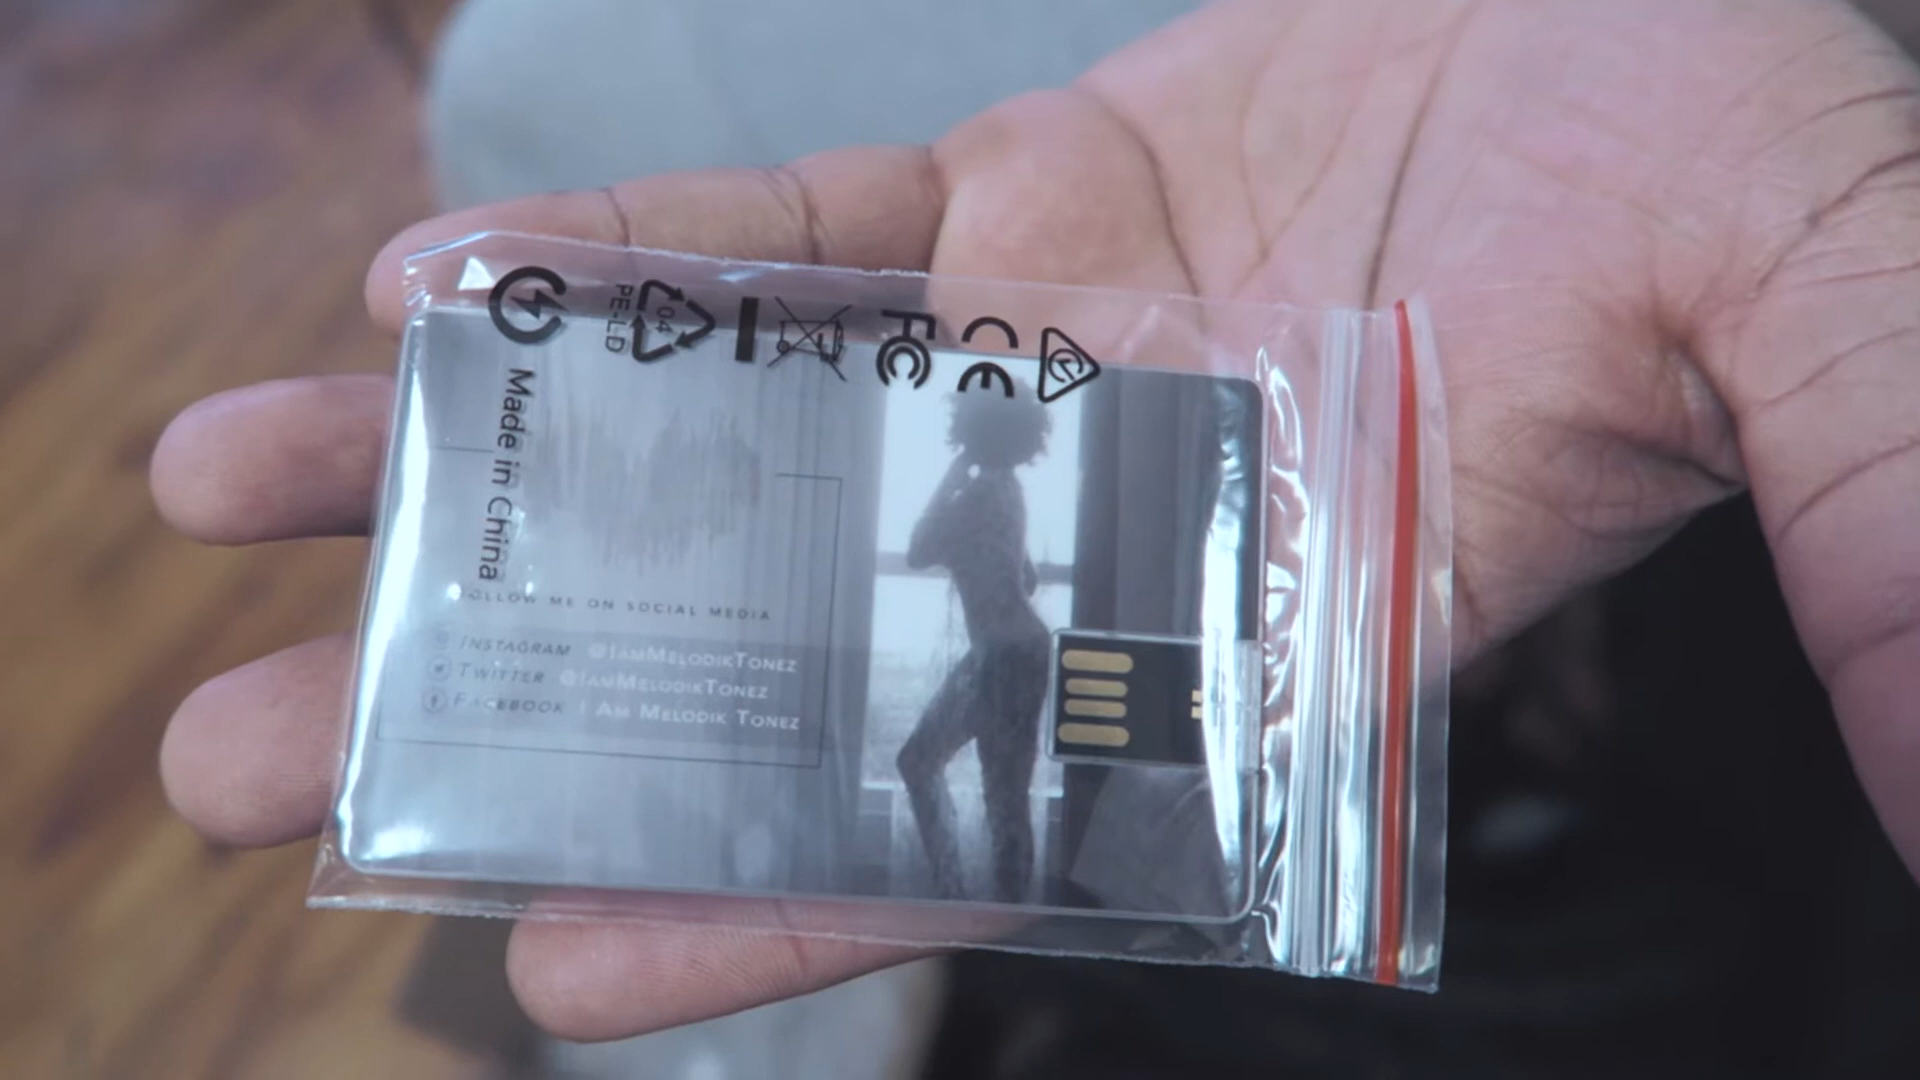 PE-LD
04
FC
CE
Made in China
FOLLOW ME ON SOCIAL MEDIA
INSTAGRAM @IAMMELODIKTONEZ
TWITTER @IAMMELODIKTONEZ
FACEBOOK I AM MELODIK TONEZ